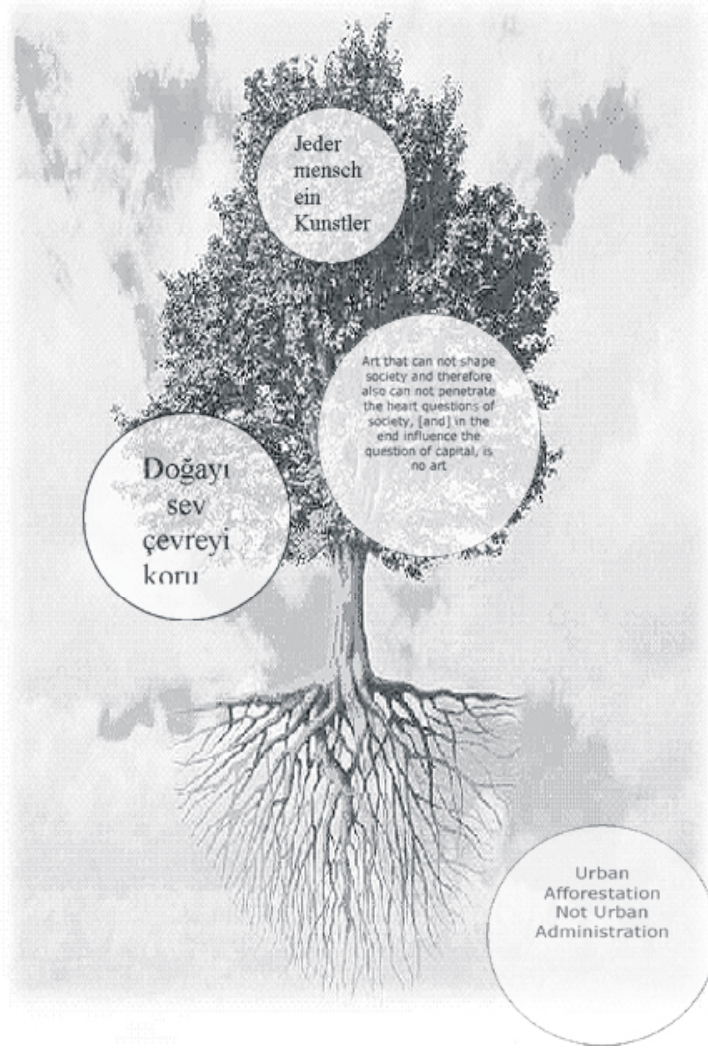 Jeder
mensch
ein
Kunstler
Art that can not shape
society and therefore
also can not penetrate
the heart questions of
society, [and] in the
end influence the
question of capital, is
no art
Doğayı
sev
çevreyi
koru
Urban
Afforestation
Not Urban
Administration